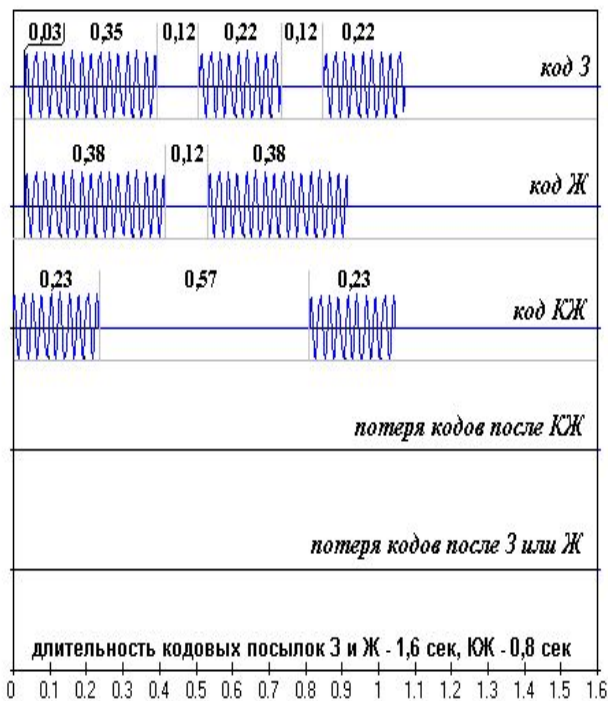 0,03 0,35 0,12 0,22 0,12 0,22
код З
0,38 0,12 0,38
код Ж
0,23 0,57 0,23
код КЖ
потеря кодов после КЖ
потеря кодов после З или Ж
длительность кодовых посылок З и Ж - 1,6 сек, КЖ - 0,8 сек
0 0.1 0.2 0.3 0.4 0.5 0.6 0.7 0.8 0.9 1 1.1 1.2 1.3 1.4 1.5 1.6